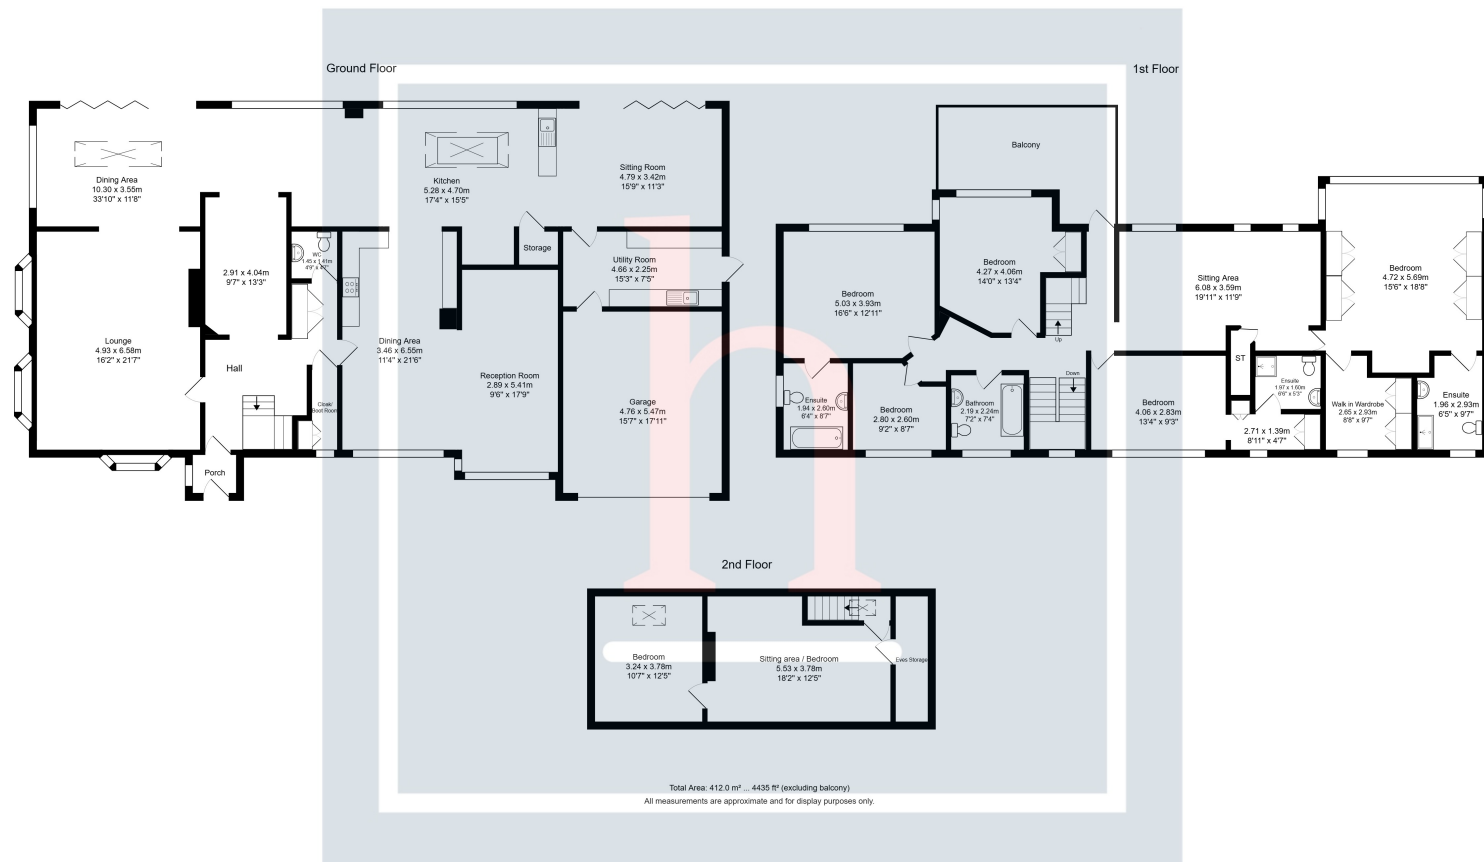 Ground Floor
1st Floor
Dining Area
10.30 x 3.55m
33'10" x 11'8"
Kitchen
5.28 x 4.70m
17'4" x 15'5"
Sitting Room
4.79 x 3.42m
15'9" x 11'3"
Storage
WC
1.45 x 1.41m
4'9" x 4'7"
2.91 x 4.04m
9'7" x 13'3"
Utility Room
4.66 x 2.25m
15'3" x 7'5"
Lounge
4.93 x 6.58m
16'2" x 21'7"
Hall
Dining Area
3.46 x 6.55m
11'4" x 21'6"
Reception Room
2.89 x 5.41m
9'6" x 17'9"
Garage
4.76 x 5.47m
15'7" x 17'11"
Cloak/
Boot Room
Porch
Balcony
Bedroom
5.03 x 3.93m
16'6" x 12'11"
Bedroom
4.27 x 4.06m
14'0" x 13'4"
Up
Down
Sitting Area
6.08 x 3.59m
19'11" x 11'9"
Bedroom
4.72 x 5.69m
15'6" x 18'8"
ST
Ensuite
1.94 x 2.60m
6'4" x 8'7"
Bedroom
2.80 x 2.60m
9'2" x 8'7"
Bathroom
2.19 x 2.24m
7'2" x 7'4"
Bedroom
4.06 x 2.83m
13'4" x 9'3"
Ensuite
1.97 x 1.60m
6'6" x 5'3"
2.71 x 1.39m
8'11" x 4'7"
Walk in Wardrobe
2.65 x 2.93m
8'8" x 9'7"
Ensuite
1.96 x 2.93m
6'5" x 9'7"
h
2nd Floor
Bedroom
3.24 x 3.78m
10'7" x 12'5"
Sitting area / Bedroom
5.53 x 3.78m
18'2" x 12'5"
Eves Storage
Total Area: 412.0 m² ... 4435 ft² (excluding balcony)
All measurements are approximate and for display purposes only.